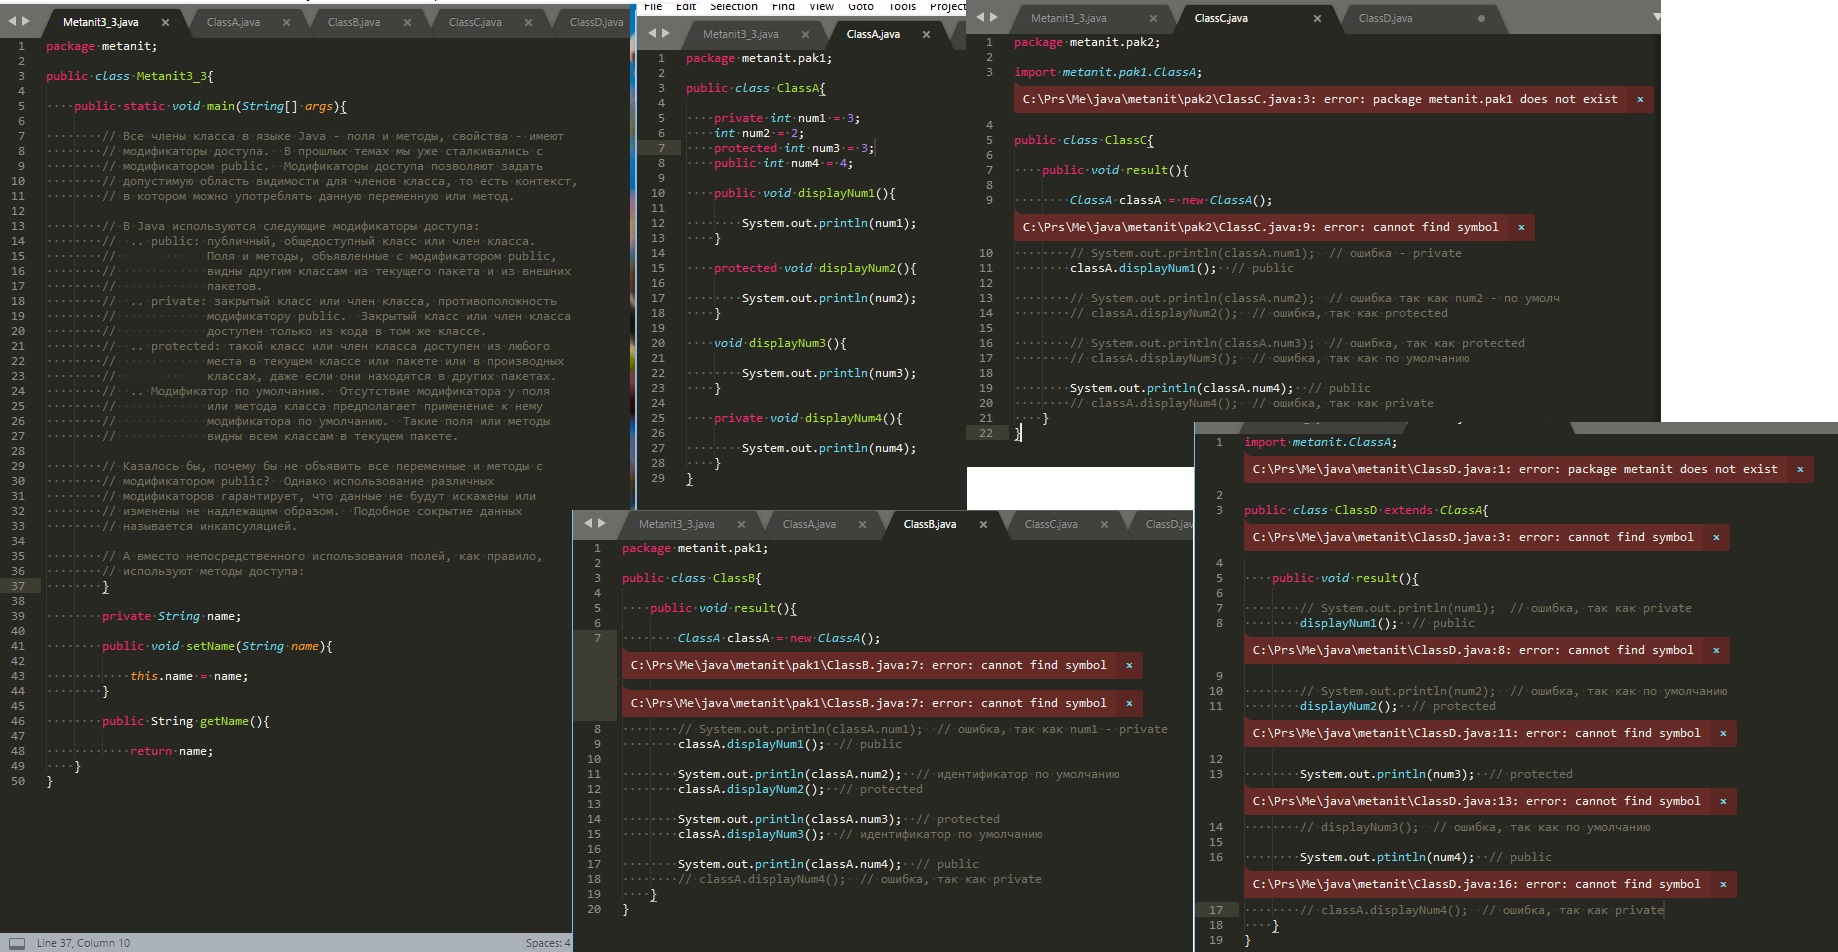 Metanit3_3.java × ClassA.java × ClassB.java × ClassC.java × ClassD.java
1 package metanit;
2
3 public class Metanit3_3{
4
5 public static void main(String[] args){
6
7 // Все члены класса в языке Java - поля и методы, свойства - имеют
8 // модификаторы доступа. В прошлых темах мы уже сталкивались с
9 // модификатором public. Модификаторы доступа позволяют задать
10 // допустимую область видимости для членов класса, то есть контекст,
11 // в котором можно употреблять данную переменную или метод.
12
13 // В Java используются следующие модификаторы доступа:
14 // .. public: публичный, общедоступный класс или член класса.
15 // Поля и методы, объявленные с модификатором public,
16 // видны другим классам из текущего пакета и из внешних
17 // пакетов.
18 // .. private: закрытый класс или член класса, противоположность
19 // модификатору public. Закрытый класс или член класса
20 // доступен только из кода в том же классе.
21 // .. protected: такой класс или член класса доступен из любого
22 // места в текущем классе или пакете или в производных
23 // классах, даже если они находятся в других пакетах.
24 // .. Модификатор по умолчанию. Отсутствие модификатора у поля
25 // или метода класса предполагает применение к нему
26 // модификатора по умолчанию. Такие поля или методы
27 // видны всем классам в текущем пакете.
28
29 // Казалось бы, почему бы не объявить все переменные и методы с
30 // модификатором public? Однако использование различных
31 // модификаторов гарантирует, что данные не будут искажены или
32 // изменены не надлежащим образом. Подобное сокрытие данных
33 // называется инкапсуляцией.
34
35 // А вместо непосредственного использования полей, как правило,
36 // используют методы доступа:
37 }
38
39 private String name;
40
41 public void setName(String name){
42
43 this.name = name;
44 }
45
46 public String getName(){
47
48 return name;
49 }
50 }
Line 37, Column 10 Spaces: 4
File Edit Selection Find View Goto Tools Project
Metanit3_3.java × ClassA.java ×
1 package metanit.pak1;
2
3 public class ClassA{
4
5 private int num1 = 3;
6 int num2 = 2;
7 protected int num3 = 3;
8 public int num4 = 4;
9
10 public void displayNum1(){
11
12 System.out.println(num1);
13 }
14
15 protected void displayNum2(){
16
17 System.out.println(num2);
18 }
19
20 void displayNum3(){
21
22 System.out.println(num3);
23 }
24
25 private void displayNum4(){
26
27 System.out.println(num4);
28 }
29 }
Metanit3_3.java × ClassC.java × ClassD.java
1 package metanit.pak2;
2
3 import metanit.pak1.ClassA;
C:\Prs\Me\java\metanit\pak2\ClassC.java:3: error: package metanit.pak1 does not exist ×
4
5 public class ClassC{
6
7 public void result(){
8
9 ClassA classA = new ClassA();
C:\Prs\Me\java\metanit\pak2\ClassC.java:9: error: cannot find symbol ×
10 // System.out.println(classA.num1); // ошибка - private
11 classA.displayNum1(); // public
12
13 // System.out.println(classA.num2); // ошибка так как num2 - по умолч
14 // classA.displayNum2(); // ошибка, так как protected
15
16 // System.out.println(classA.num3); // ошибка, так как protected
17 // classA.displayNum3(); // ошибка, так как по умолчанию
18
19 System.out.println(classA.num4); // public
20 // classA.displayNum4(); // ошибка, так как private
21 }
22 }
Metanit3_3.java × ClassA.java × ClassB.java × ClassC.java × ClassD.jav
1 package metanit.pak1;
2
3 public class ClassB{
4
5 public void result(){
6
7 ClassA classA = new ClassA();
C:\Prs\Me\java\metanit\pak1\ClassB.java:7: error: cannot find symbol ×
C:\Prs\Me\java\metanit\pak1\ClassB.java:7: error: cannot find symbol ×
8 // System.out.println(classA.num1); // ошибка, так как num1 - private
9 classA.displayNum1(); // public
10
11 System.out.println(classA.num2); // идентификатор по умолчанию
12 classA.displayNum2(); // protected
13
14 System.out.println(classA.num3); // protected
15 classA.displayNum3(); // идентификатор по умолчанию
16
17 System.out.println(classA.num4); // public
18 // classA.displayNum4(); // ошибка, так как private
19 }
20 }
1 import metanit.ClassA;
C:\Prs\Me\java\metanit\ClassD.java:1: error: package metanit does not exist ×
2
3 public class ClassD extends ClassA{
C:\Prs\Me\java\metanit\ClassD.java:3: error: cannot find symbol ×
4
5 public void result(){
6
7 // System.out.println(num1); // ошибка, так как private
8 displayNum1(); // public
C:\Prs\Me\java\metanit\ClassD.java:8: error: cannot find symbol ×
9
10 // System.out.println(num2); // ошибка, так как по умолчанию
11 displayNum2(); // protected
C:\Prs\Me\java\metanit\ClassD.java:11: error: cannot find symbol ×
12
13 System.out.println(num3); // protected
C:\Prs\Me\java\metanit\ClassD.java:13: error: cannot find symbol ×
14 // displayNum3(); // ошибка, так как по умолчанию
15
16 System.out.ptintln(num4); // public
C:\Prs\Me\java\metanit\ClassD.java:16: error: cannot find symbol ×
17 // classA.displayNum4(); // ошибка, так как private
18 }
19 }